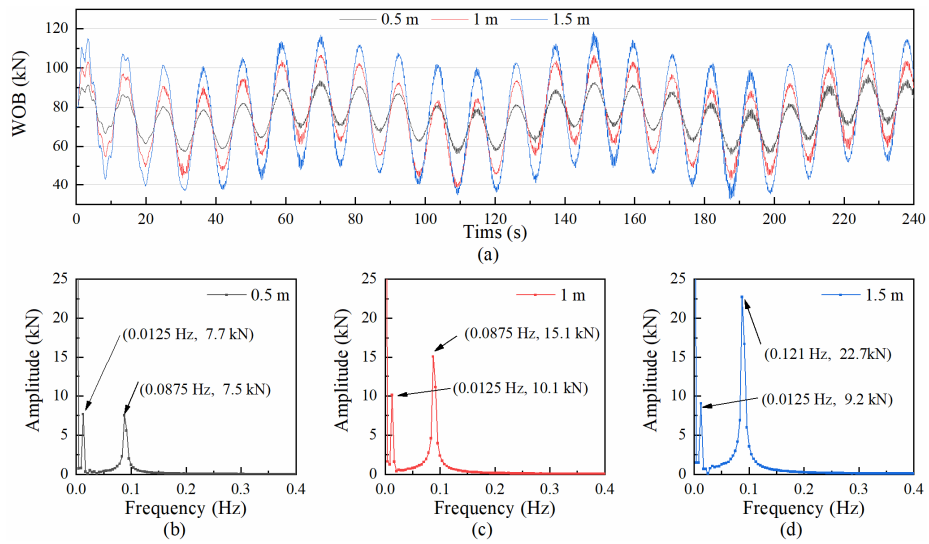 0.5 m 1 m 1.5 m
120
100
80
60
40
WOB (kN)
0 20 40 60 80 100 120 140 160 180 200 220 240
Tims (s)
(a)
25
20
15
10
5
0
Amplitude (kN)
0.5 m
(0.0125 Hz, 7.7 kN)
(0.0875 Hz, 7.5 kN)
0.0 0.1 0.2 0.3 0.4
Frequency (Hz)
(b)
25
20
15
10
5
0
Amplitude (kN)
1 m
(0.0875 Hz, 15.1 kN)
(0.0125 Hz, 10.1 kN)
0.0 0.1 0.2 0.3 0.4
Frequency (Hz)
(c)
25
20
15
10
5
0
Amplitude (kN)
1.5 m
(0.121 Hz, 22.7kN)
(0.0125 Hz, 9.2 kN)
0.0 0.1 0.2 0.3 0.4
Frequency (Hz)
(d)